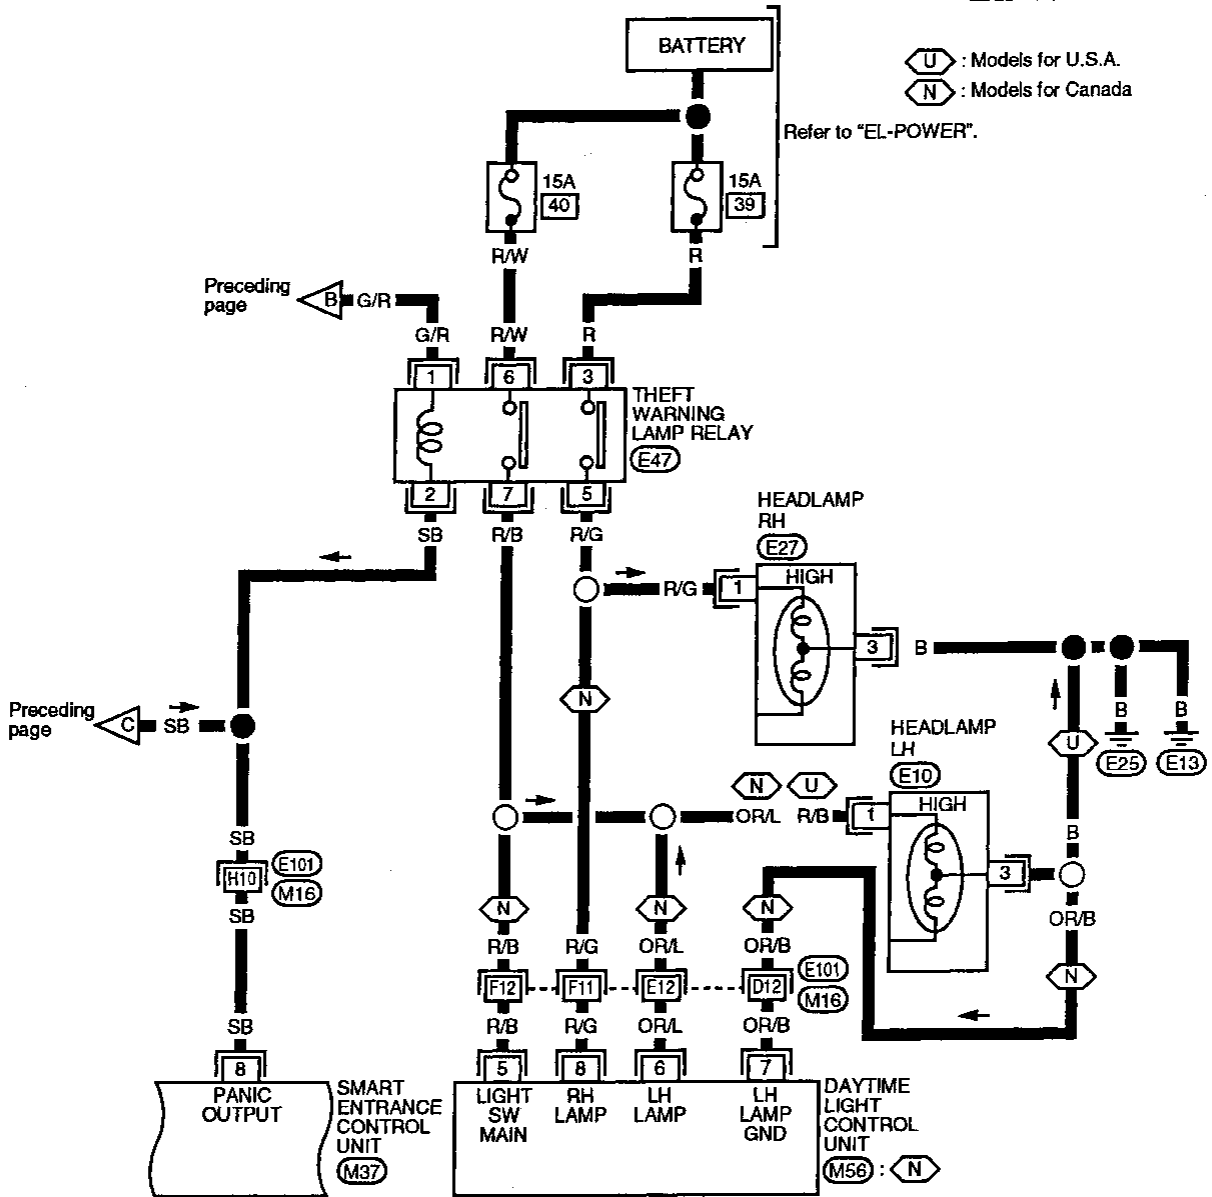 BATTERY
U : Models for U.S.A.
N : Models for Canada
Refer to "EL-POWER".
15A
40
15A
39
R/W
R
Preceding
page
B
G/R
G/R
R/W
R
1
6
3
THEFT
WARNING
LAMP RELAY
E47
2
7
5
SB
R/B
R/G
HEADLAMP
RH
E27
HIGH
R/G
1
3
B
N
Preceding
page
C
SB
B
B
U
E25
E13
HEADLAMP
LH
E10
HIGH
N
U
OR/L
R/B
1
3
B
OR/B
N
SB
H10
E101
M16
SB
N
N
N
R/B
R/G
OR/L
OR/B
F12
F11
E12
D12
E101
M16
SB
R/B
R/G
OR/L
OR/B
8
5
8
6
7
PANIC
OUTPUT
SMART
ENTRANCE
CONTROL
UNIT
M37
LIGHT
SW
MAIN
RH
LAMP
LH
LAMP
LH
LAMP
GND
DAYTIME
LIGHT
CONTROL
UNIT
M56 : N